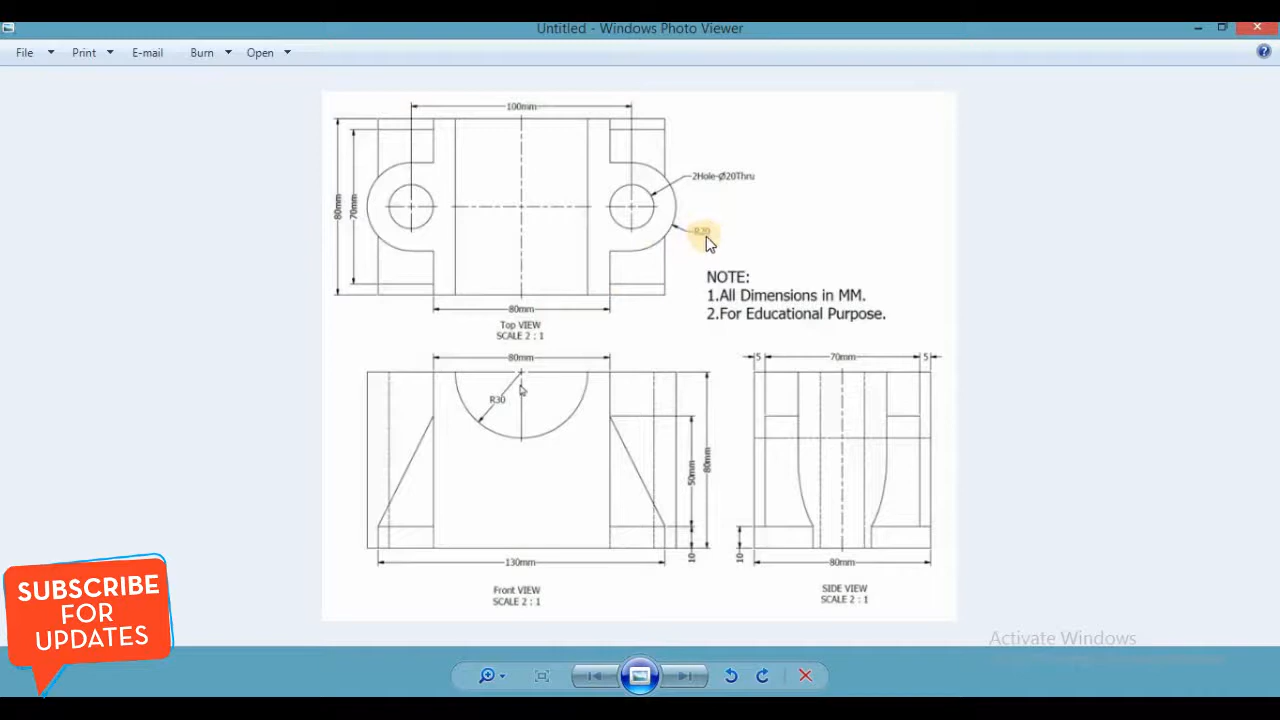 Untitled - Windows Photo Viewer
File Print E-mail Burn Open
100mm
80mm
70mm
2Hole-Ø20Thru
R20
NOTE:
1.All Dimensions in MM.
2.For Educational Purpose.
80mm
Top VIEW
SCALE 2 : 1
80mm
R30
50mm
80mm
10
130mm
Front VIEW
SCALE 2 : 1
5 70mm 5
10
80mm
SIDE VIEW
SCALE 2 : 1
SUBSCRIBE
FOR
UPDATES
Activate Windows